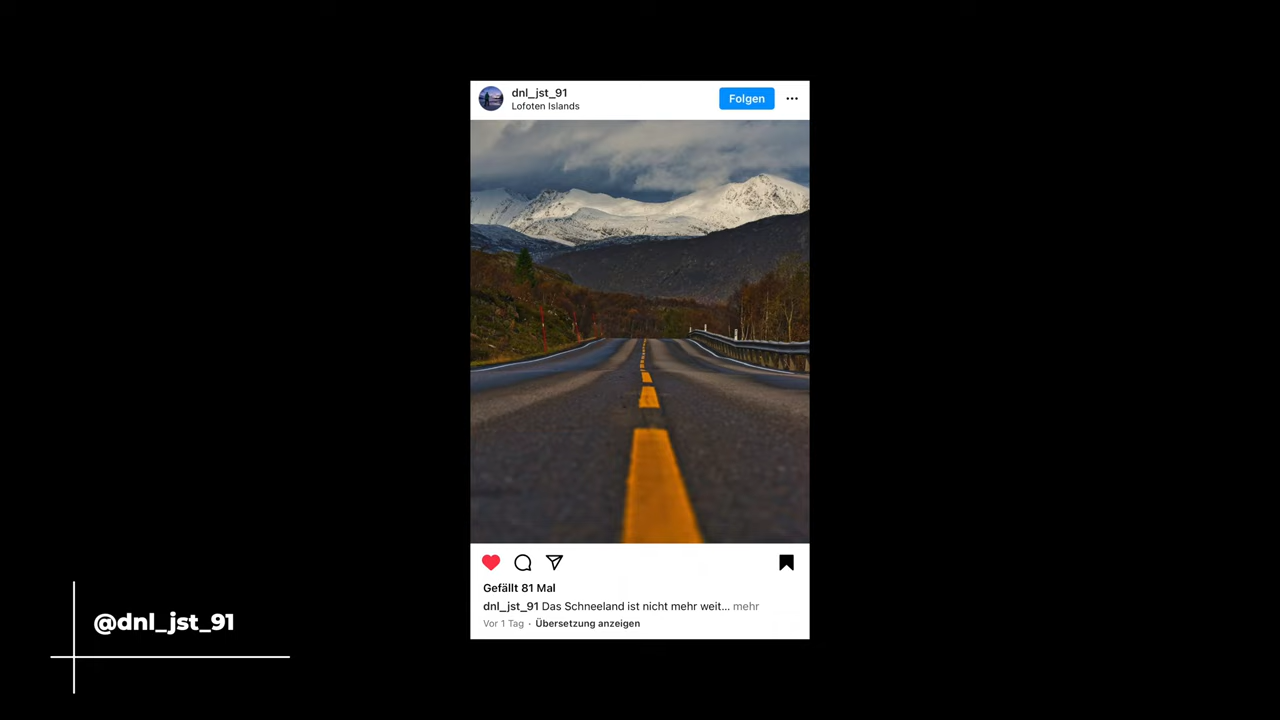 dnl_jst_91
Lofoten Islands
Folgen
Gefällt 81 Mal
dnl_jst_91 Das Schneeland ist nicht mehr weit... mehr
Vor 1 Tag • Übersetzung anzeigen
@dnl_jst_91